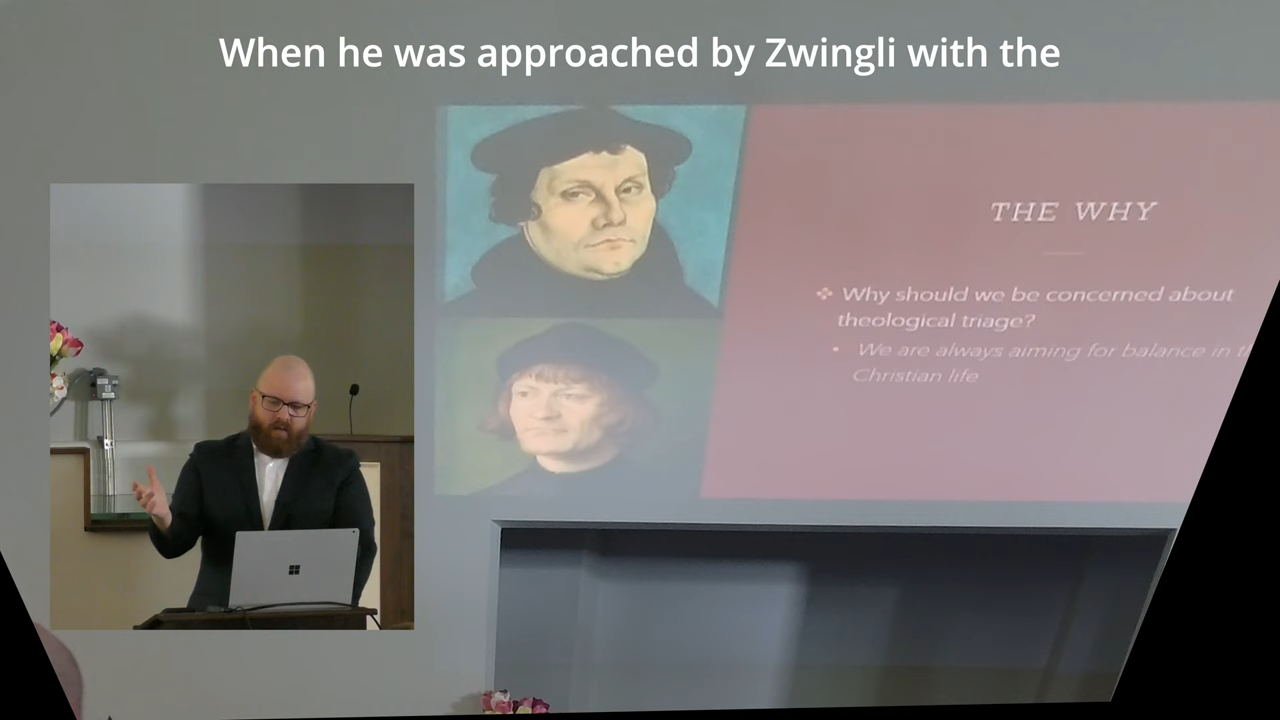 When he was approached by Zwingli with the
THE WHY
❖ Why should we be concerned about
theological triage?
• We are always aiming for balance in
Christian life